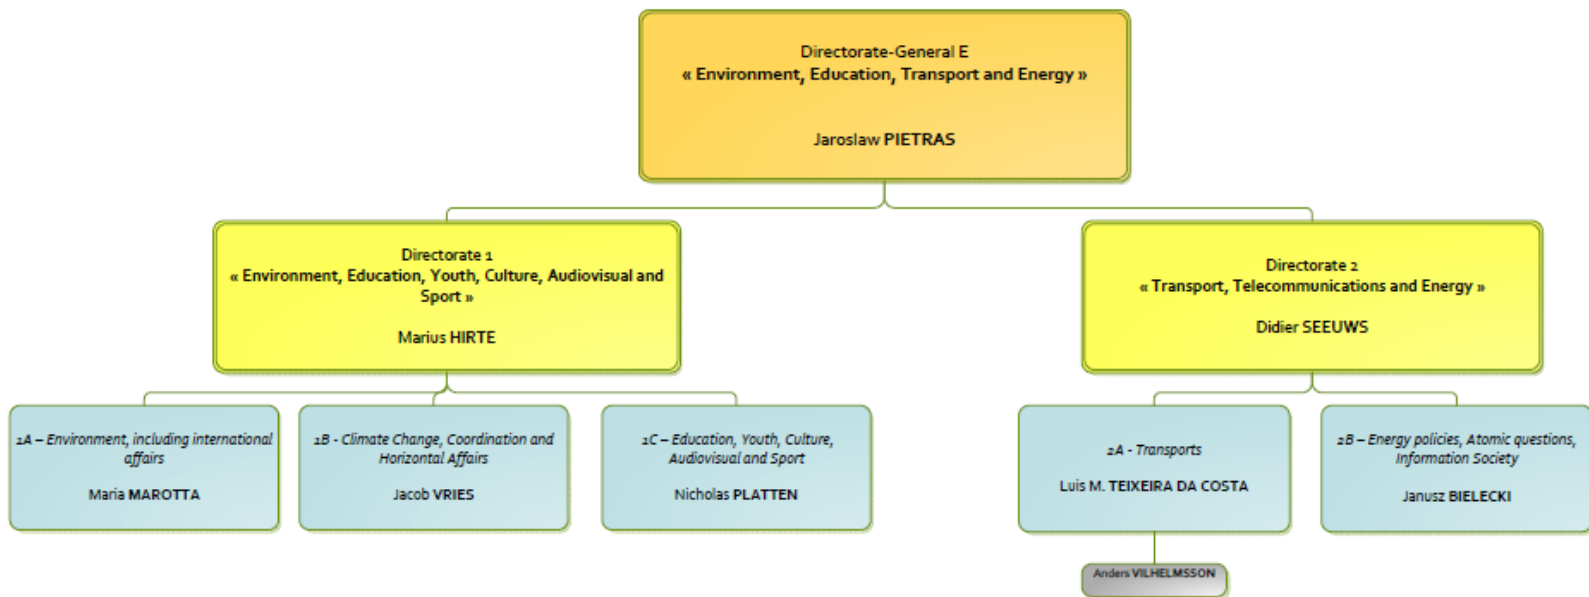 Directorate-General E
« Environment, Education, Transport and Energy »
Jaroslaw PIETRAS
Directorate 1
« Environment, Education, Youth, Culture, Audiovisual and
Sport »
Marius HIRTE
Directorate 2
« Transport, Telecommunications and Energy »
Didier SEEUWS
1A – Environment, including international
affairs
Maria MAROTTA
1B - Climate Change, Coordination and
Horizontal Affairs
Jacob VRIES
1C – Education, Youth, Culture,
Audiovisual and Sport
Nicholas PLATTEN
2A - Transports
Luis M. TEIXEIRA DA COSTA
2B – Energy policies, Atomic questions,
Information Society
Janusz BIELECKI
Anders VILHELMSSON